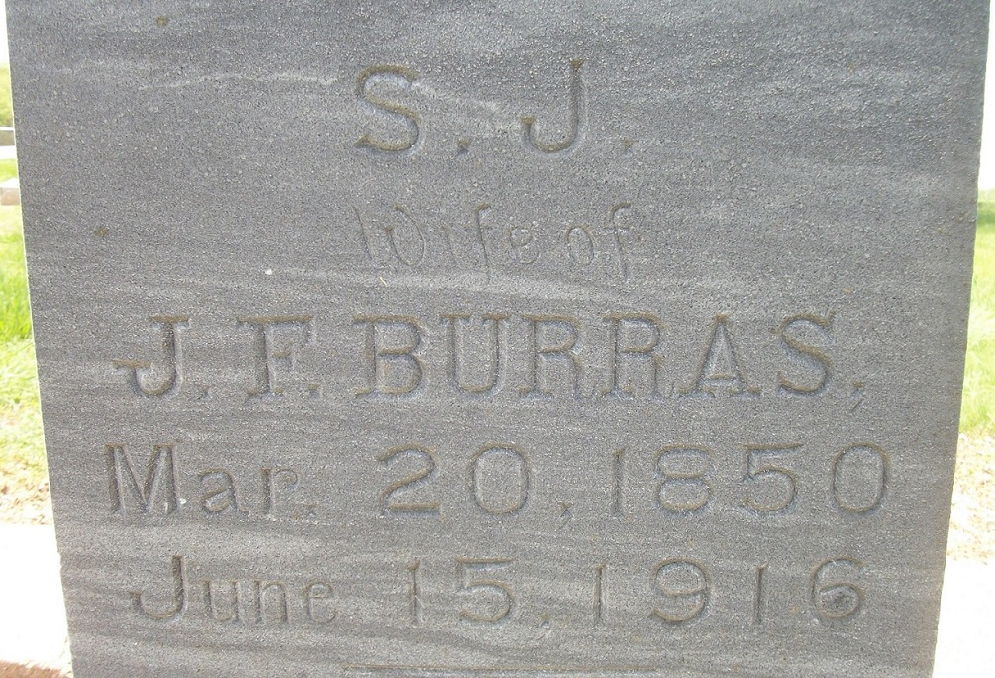 S. J.
Wife of
J. F. BURRAS,
Mar. 20, 1850
June 15, 1916